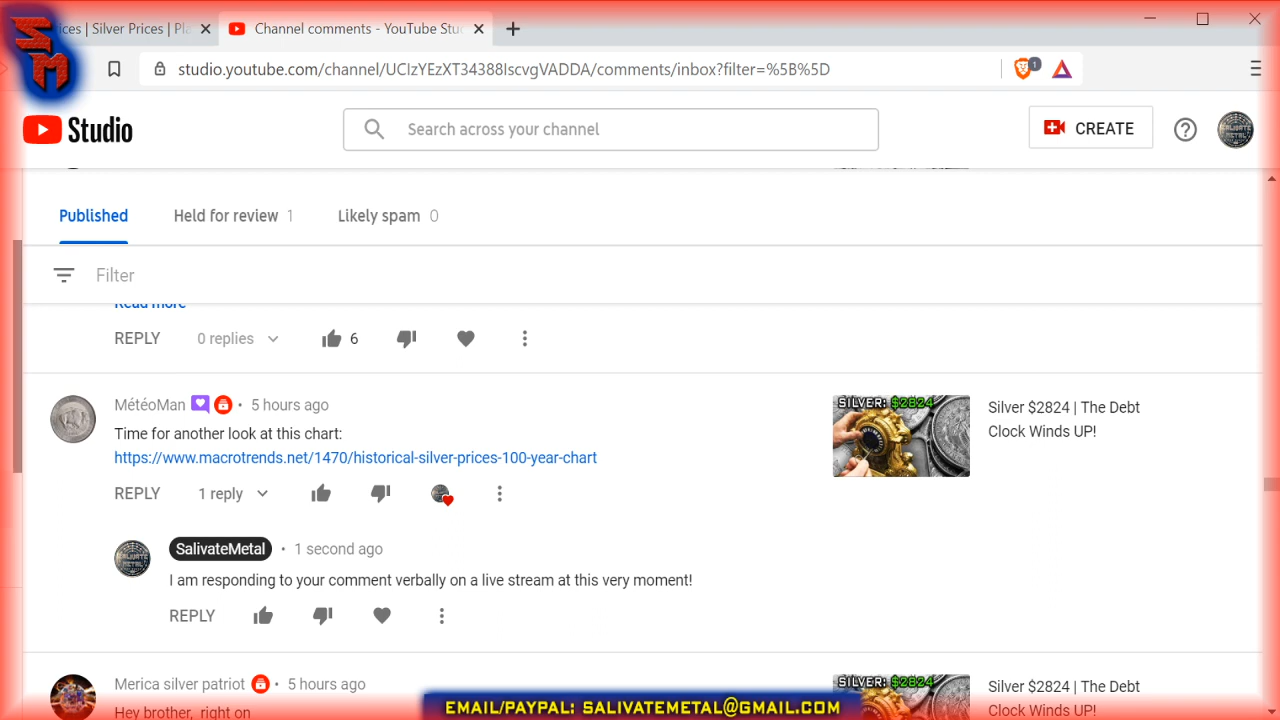 ices | Silver Prices | Pla
Channel comments - YouTube Stu
studio.youtube.com/channel/UCIzYEzXT34388IscvgVADDA/comments/inbox?filter=%5B%5D
1
SM
Studio
Search across your channel
CREATE
Published
Held for review 1
Likely spam 0
Filter
Read more
REPLY
0 replies
6
MétéoMan • 5 hours ago
Time for another look at this chart:
https://www.macrotrends.net/1470/historical-silver-prices-100-year-chart
REPLY
1 reply
SILVER: $2824
Silver $2824 | The Debt
Clock Winds UP!
SalivateMetal • 1 second ago
I am responding to your comment verbally on a live stream at this very moment!
REPLY
Merica silver patriot • 5 hours ago
Hey brother, right on
SILVER: $2824
Silver $2824 | The Debt
Clock Winds UP!
EMAIL/PAYPAL: SALIVATEMETAL@GMAIL.COM